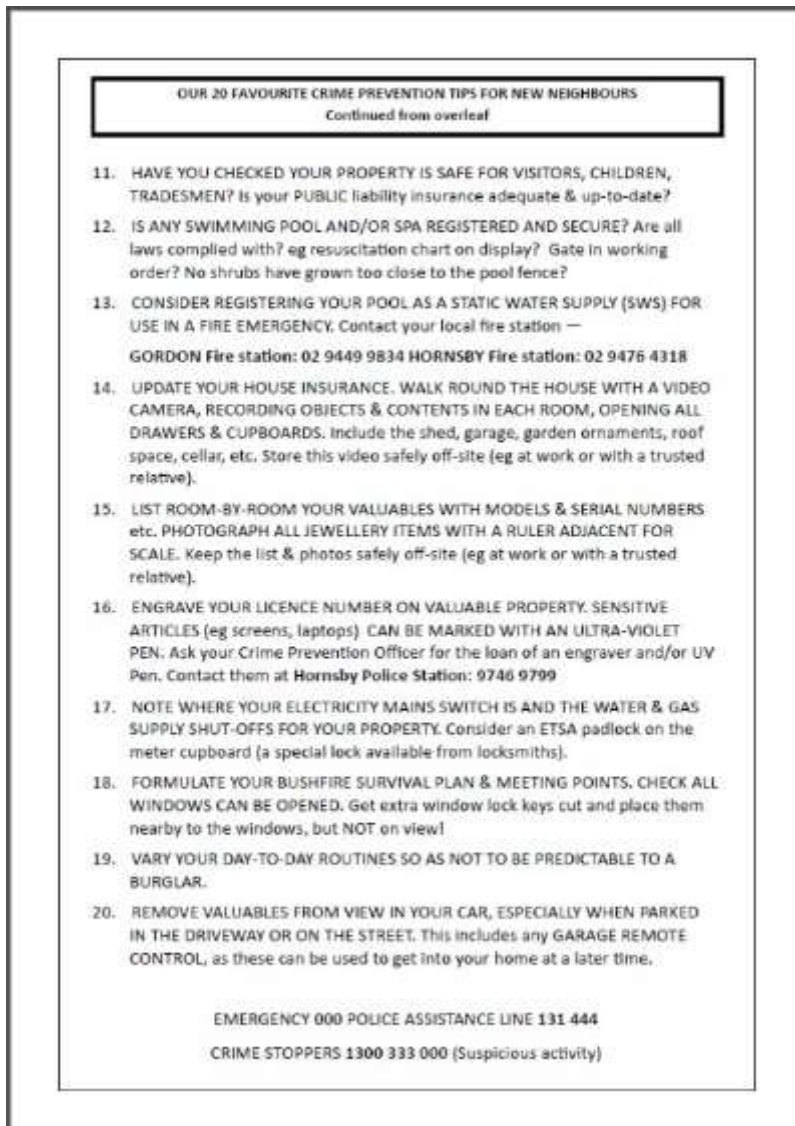 OUR 20 FAVOURITE CRIME PREVENTION TIPS FOR NEW NEIGHBOURS
Continued from overleaf
11. HAVE YOU CHECKED YOUR PROPERTY IS SAFE FOR VISITORS, CHILDREN,
TRADESMEN? Is your PUBLIC liability insurance adequate & up-to-date?
12. IS ANY SWIMMING POOL AND/OR SPA REGISTERED AND SECURE? Are all
laws complied with? eg resuscitation chart on display? Gate in working
order? No shrubs have grown too close to the pool fence?
13. CONSIDER REGISTERING YOUR POOL AS A STATIC WATER SUPPLY (SWS) FOR
USE IN A FIRE EMERGENCY. Contact your local fire station —
GORDON Fire station: 02 9449 9834 HORNSBY Fire station: 02 9476 4318
14. UPDATE YOUR HOUSE INSURANCE. WALK ROUND THE HOUSE WITH A VIDEO
CAMERA, RECORDING OBJECTS & CONTENTS IN EACH ROOM, OPENING ALL
DRAWERS & CUPBOARDS. Include the shed, garage, garden ornaments, roof
space, cellar, etc. Store this video safely off-site (eg at work or with a trusted
relative).
15. LIST ROOM-BY-ROOM YOUR VALUABLES WITH MODELS & SERIAL NUMBERS
etc. PHOTOGRAPH ALL JEWELLERY ITEMS WITH A RULER ADJACENT FOR
SCALE. Keep the list & photos safely off-site (eg at work or with a trusted
relative).
16. ENGRAVE YOUR LICENCE NUMBER ON VALUABLE PROPERTY. SENSITIVE
ARTICLES (eg screens, laptops) CAN BE MARKED WITH AN ULTRA-VIOLET
PEN. Ask your Crime Prevention Officer for the loan of an engraver and/or UV
Pen. Contact them at Hornsby Police Station: 9746 9799
17. NOTE WHERE YOUR ELECTRICITY MAINS SWITCH IS AND THE WATER & GAS
SUPPLY SHUT-OFFS FOR YOUR PROPERTY. Consider an ETSA padlock on the
meter cupboard (a special lock available from locksmiths).
18. FORMULATE YOUR BUSHFIRE SURVIVAL PLAN & MEETING POINTS. CHECK ALL
WINDOWS CAN BE OPENED. Get extra window lock keys cut and place them
nearby to the windows, but NOT on view!
19. VARY YOUR DAY-TO-DAY ROUTINES SO AS NOT TO BE PREDICTABLE TO A
BURGLAR.
20. REMOVE VALUABLES FROM VIEW IN YOUR CAR, ESPECIALLY WHEN PARKED
IN THE DRIVEWAY OR ON THE STREET. This includes any GARAGE REMOTE
CONTROL, as these can be used to get into your home at a later time.
EMERGENCY 000 POLICE ASSISTANCE LINE 131 444
CRIME STOPPERS 1300 333 000 (Suspicious activity)